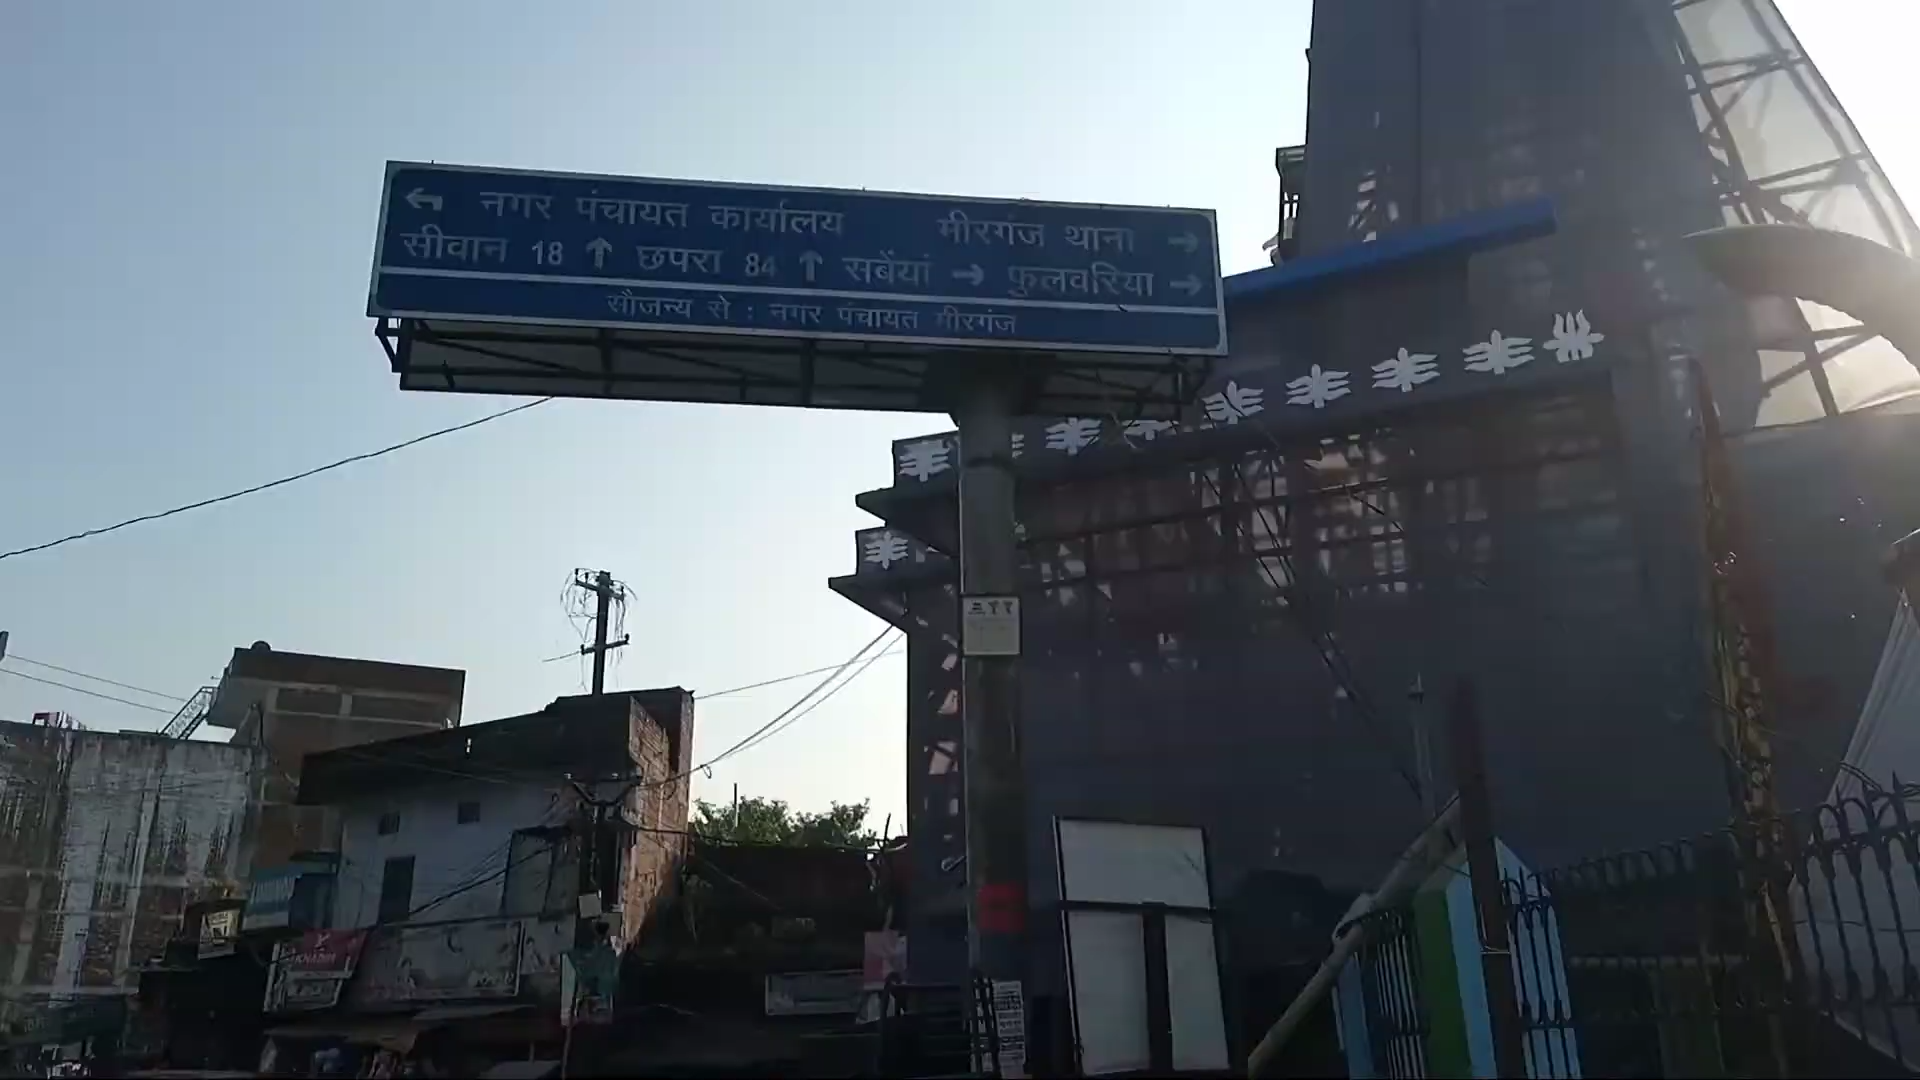 ← नगर पंचायत कार्यालय मीरगंज थाना →
सीवान 18 ↑ छपरा 84 ↑ सबेंयां → फुलवरिया →
सौजन्य से : नगर पंचायत मीरगंज